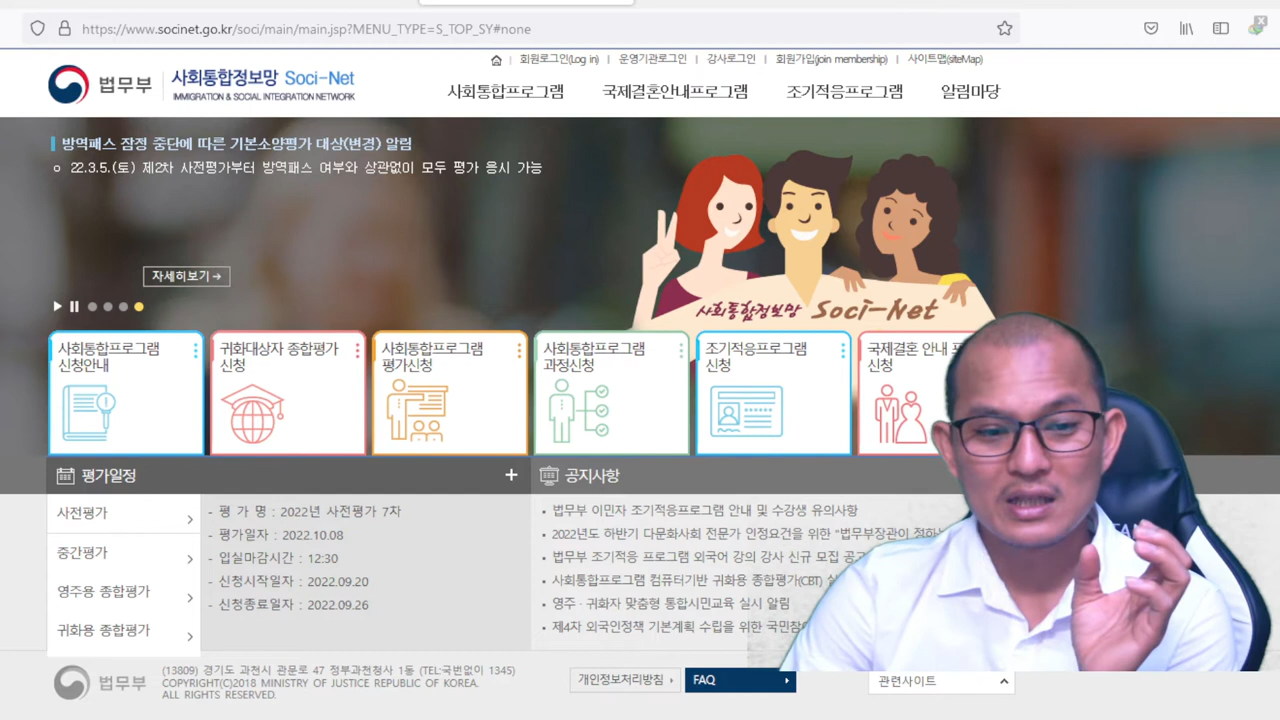 https://www.socinet.go.kr/soci/main/main.jsp?MENU_TYPE=S_TOP_SY#none
회원로그인(Log in) | 운영기관로그인 | 강사로그인 | 회원가입(join membership) | 사이트맵(siteMap)
법무부 사회통합정보망 Soci-Net
IMMIGRATION & SOCIAL INTEGRATION NETWORK
사회통합프로그램 국제결혼안내프로그램 조기적응프로그램 알림마당
방역패스 잠정 중단에 따른 기본소양평가 대상(변경) 알림
ㅇ 22.3.5.(토) 제2차 사전평가부터 방역패스 여부와 상관없이 모두 평가 응시 가능
자세히보기→
사회통합정보망 Soci-Net
사회통합프로그램
신청안내
귀화대상자 종합평가
신청
사회통합프로그램
평가신청
사회통합프로그램
과정신청
조기적응프로그램
신청
국제결혼 안내
신청
평가일정 +
사전평가
중간평가
영주용 종합평가
귀화용 종합평가
- 평 가 명 : 2022년 사전평가 7차
- 평가일자 : 2022.10.08
- 입실마감시간 : 12:30
- 신청시작일자 : 2022.09.20
- 신청종료일자 : 2022.09.26
공지사항
법무부 이민자 조기적응프로그램 안내 및 수강생 유의사항
2022년도 하반기 다문화사회 전문가 인정요건을 위한 "법무부장관이 정하는
법무부 조기적응 프로그램 외국어 강의 강사 신규 모집 공고
사회통합프로그램 컴퓨터기반 귀화용 종합평가(CBT)
영주 · 귀화자 맞춤형 통합시민교육 실시 알림
제4차 외국인정책 기본계획 수립을 위한
법무부
(13809) 경기도 과천시 관문로 47 정부과천청사 1동 (TEL:국번없이 1345)
COPYRIGHT(C)2018 MINISTRY OF JUSTICE REPUBLIC OF KOREA.
ALL RIGHTS RESERVED.
개인정보처리방침
FAQ
관련사이트